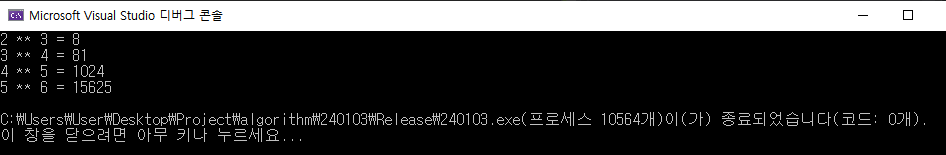 Microsoft Visual Studio 디버그 콘솔
2 ** 3 = 8
3 ** 4 = 81
4 ** 5 = 1024
5 ** 6 = 15625
C:₩Users₩User₩Desktop₩Project₩algorithm₩240103₩Release₩240103.exe(프로세스 10564개)이(가) 종료되었습니다(코드: 0개).
이 창을 닫으려면 아무 키나 누르세요...